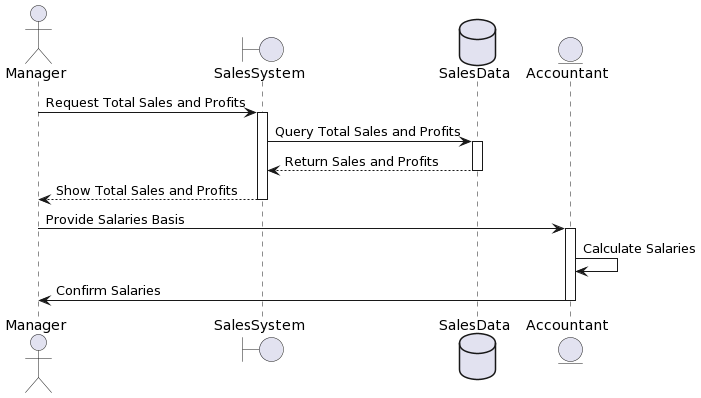 Manager
SalesSystem
SalesData
Accountant
Request Total Sales and Profits
Query Total Sales and Profits
Return Sales and Profits
Show Total Sales and Profits
Provide Salaries Basis
Calculate Salaries
Confirm Salaries
Manager
SalesSystem
SalesData
Accountant